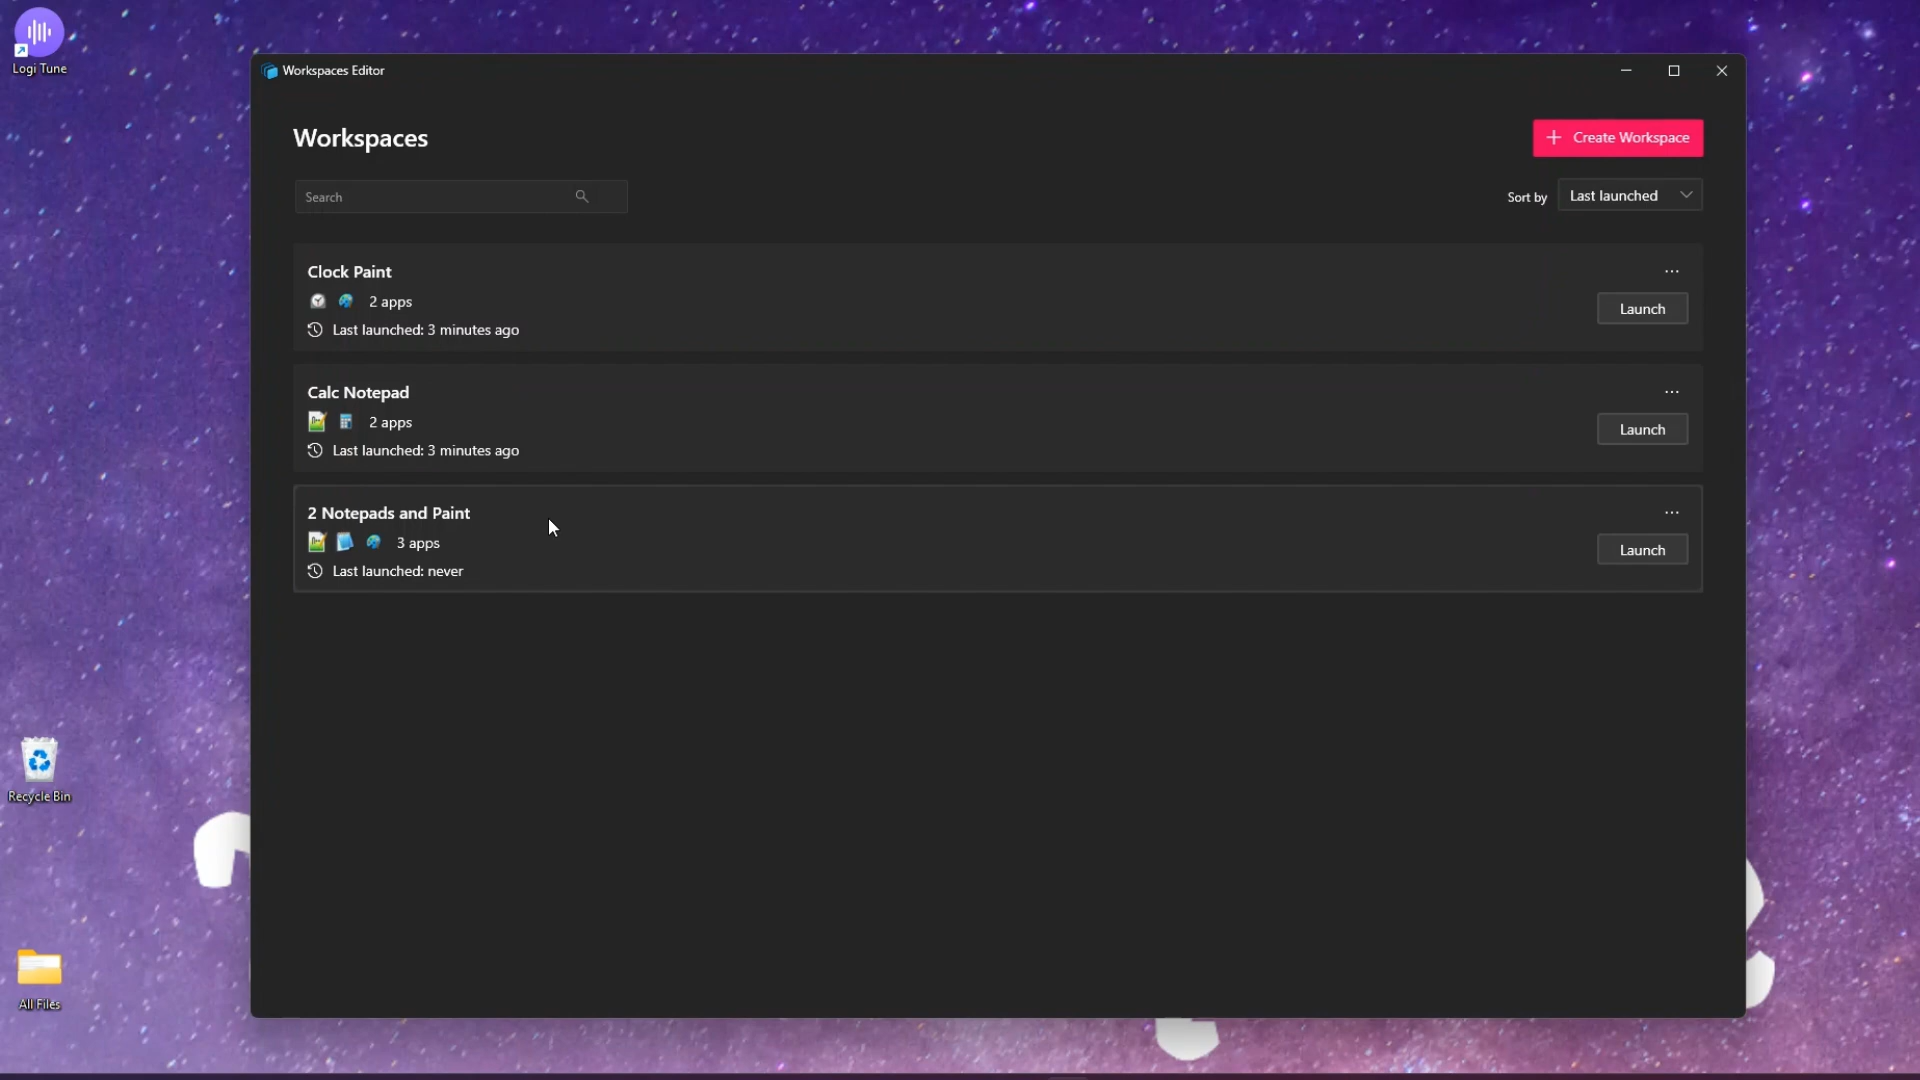 Logi Tune
Workspaces Editor
Workspaces
Create Workspace
Search
Sort by
Last launched
Clock Paint
2 apps
Last launched: 3 minutes ago
Launch
Calc Notepad
2 apps
Last launched: 3 minutes ago
Launch
2 Notepads and Paint
3 apps
Last launched: never
Launch
Recycle Bin
All Files